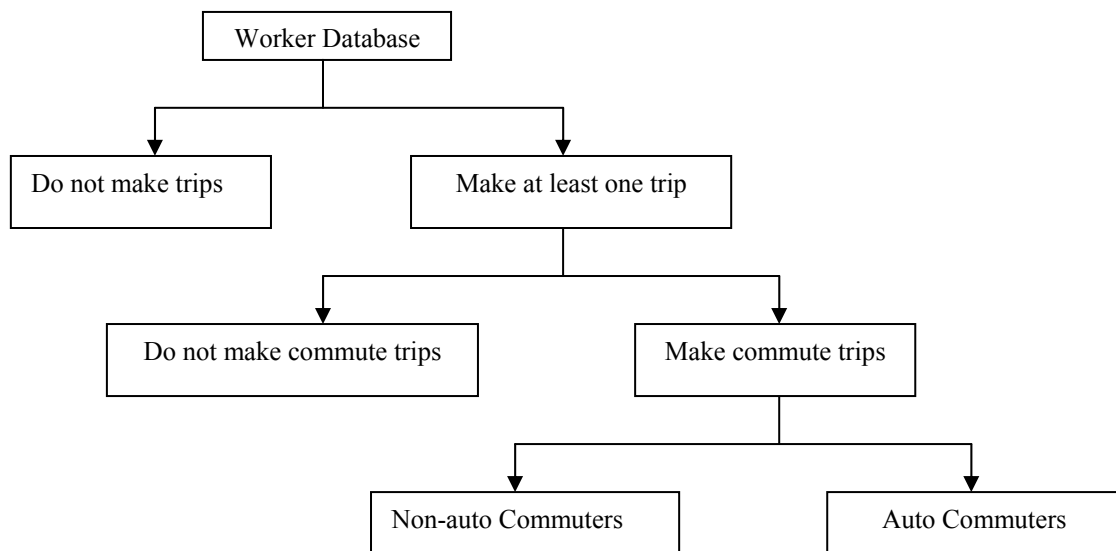 Worker Database
Do not make trips
Make at least one trip
Do not make commute trips
Make commute trips
Non-auto Commuters
Auto Commuters